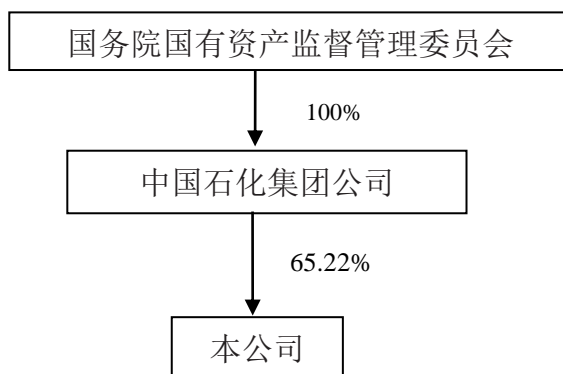 国务院国有资产监督管理委员会
100%
中国石化集团公司
65.22%
本公司